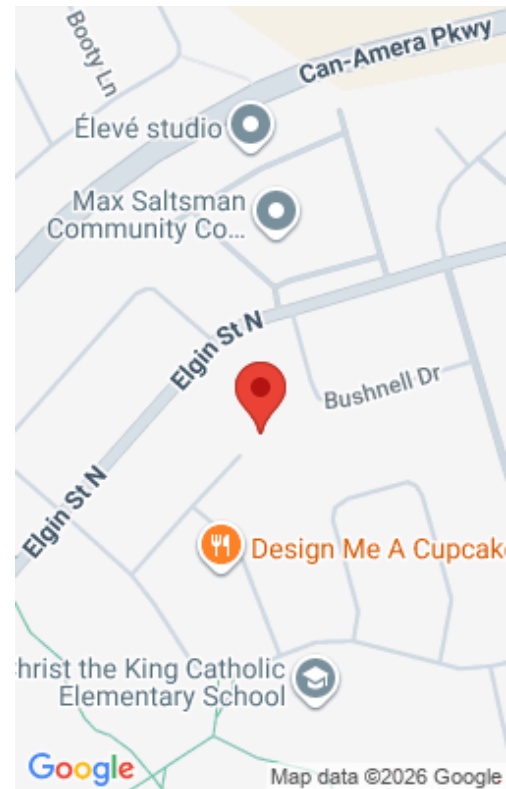 Booty Ln
Can-Amera Pkwy
Élevé studio
Max Saltsman
Community Co...
Elgin St N
Bushnell Dr
Elgin St N
Design Me A Cupcak
hrist the King Catholic
Elementary School
Google
Map data ©2026 Google